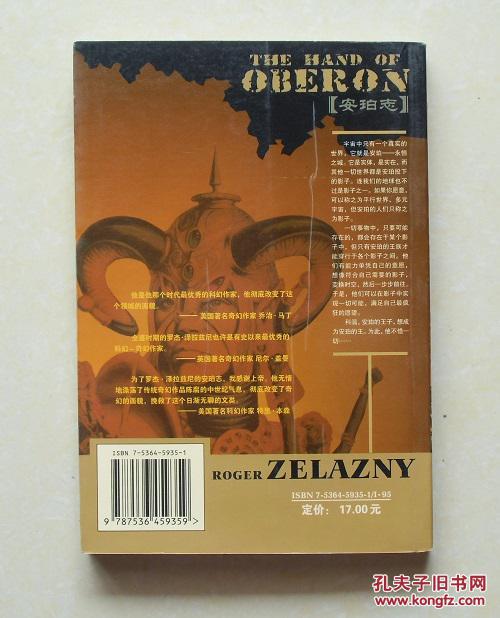 THE HAND OF
OBERON
【安珀志】
宇宙中只有一个真实的
世界，它就是安珀——永恒
之城。它是实体，是实在，而
其他一切世界都是安珀投下
的影子。连我们的地球也不
过是影子之一。如果你愿意，
可以称之为平行世界、多元
宇宙，但安珀的人们只称之
为影子。
一切事物中，只要可能
存在的，都会存在于某个影
子中。但只有安珀的王族才
能穿行于各个影子之间。他
们有能力单凭自己的意愿，
想像符合自己需要的影子，
变换时空，然后一步步前往。
于是，他们可以在影子中实
现一切可能，满足自己最疯
狂的愿望。
科温，安珀的王子，想成
为安珀的王。为此，他不惜
一切……
他是他那个时代最优秀的科幻作家，他彻底改变了这
个领域的面貌。
——美国著名奇幻作家 乔治·马丁
全盛时期的罗杰·泽拉兹尼也许是有史以来最优秀的
科幻—奇幻作家。
——英国著名奇幻作家 尼尔·盖曼
为了罗杰·泽拉兹尼的安珀志，我感谢上帝。他无情
地涤荡了传统奇幻作品陈腐的中世纪气息，彻底改变了奇
幻的面貌，挽救了这个日渐无聊的文类。
——美国著名科幻作家 特里·本森
ISBN 7-5364-5935-1
9 787536 459359 >
ROGER ZELAZNY
ISBN 7-5364-5935-1/I·95
定价： 17.00 元
孔夫子旧书网
www.kongfz.com